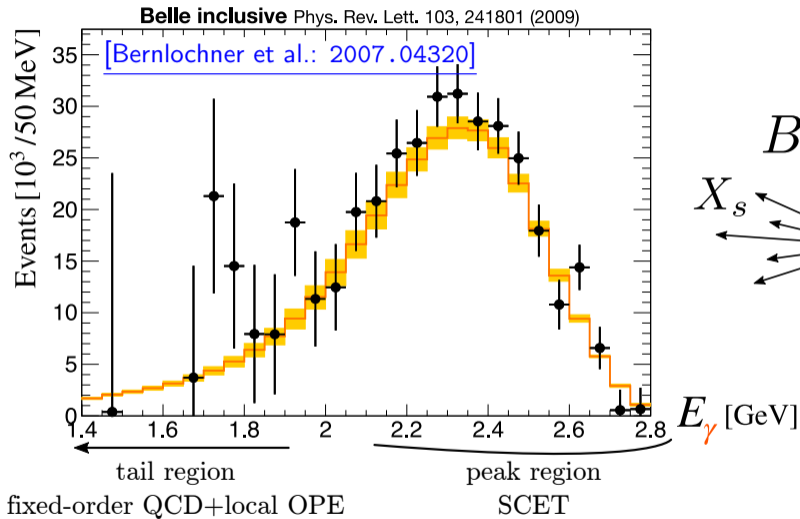 Belle inclusive Phys. Rev. Lett. 103, 241801 (2009)
[Bernlochner et al.: 2007.04320]
Events [10³/50 MeV]
35
30
25
20
15
10
5
0
1.4 1.6 1.8 2 2.2 2.4 2.6 2.8
E_γ [GeV]
B
X_s
tail region
fixed-order QCD+local OPE
peak region
SCET